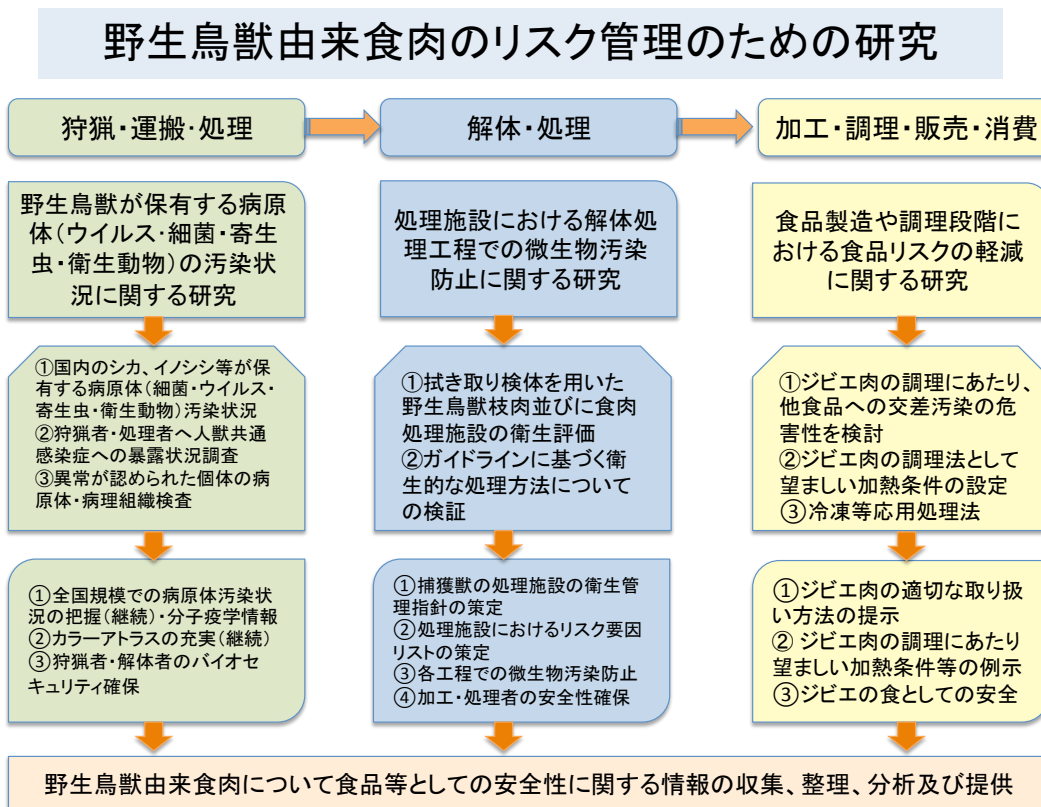 野生鳥獣由来食肉のリスク管理のための研究
狩猟・運搬・処理
解体・処理
加工・調理・販売・消費
野生鳥獣が保有する病原
体(ウイルス・細菌・寄生
虫・衛生動物)の汚染状
況に関する研究
処理施設における解体処
理工程での微生物汚染
防止に関する研究
食品製造や調理段階に
おける食品リスクの軽減
に関する研究
①国内のシカ、イノシシ等が保
有する病原体(細菌・ウイルス・
寄生虫・衛生動物)汚染状況
②狩猟者・処理者へ人獣共通
感染症への暴露状況調査
③異常が認められた個体の病
原体・病理組織検査
①拭き取り検体を用いた
野生鳥獣枝肉並びに食肉
処理施設の衛生評価
②ガイドラインに基づく衛
生的な処理方法について
の検証
①ジビエ肉の調理にあたり、
他食品への交差汚染の危
害性を検討
②ジビエ肉の調理法として
望ましい加熱条件の設定
③冷凍等応用処理法
①全国規模での病原体汚染状
況の把握(継続)・分子疫学情報
②カラーアトラスの充実(継続)
③狩猟者・解体者のバイオセ
キュリティ確保
①捕獲獣の処理施設の衛生管
理指針の策定
②処理施設におけるリスク要因
リストの策定
③各工程での微生物汚染防止
④加工・処理者の安全性確保
①ジビエ肉の適切な取り扱
い方法の提示
② ジビエ肉の調理にあたり
望ましい加熱条件等の例示
③ジビエの食としての安全
野生鳥獣由来食肉について食品等としての安全性に関する情報の収集、整理、分析及び提供